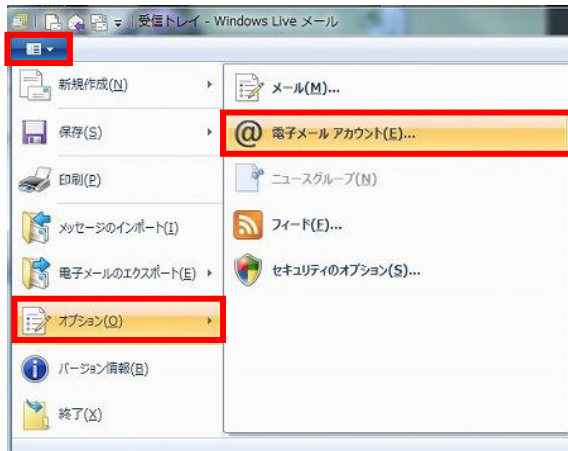 受信トレイ - Windows Live メール
新規作成(N)
保存(S)
印刷(P)
メッセージのインポート(I)
電子メールのエクスポート(E)
オプション(O)
バージョン情報(B)
終了(X)
メール(M)...
電子メール アカウント(E)...
ニュースグループ(N)
フィード(F)...
セキュリティのオプション(S)...